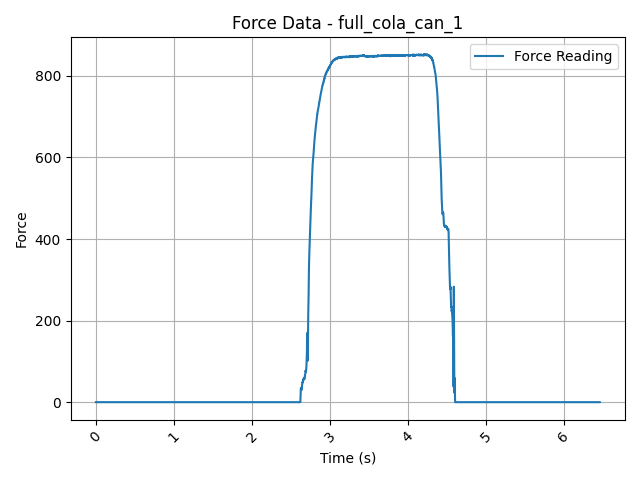 Force Data - full_cola_can_1
Force Reading
Force
800
600
400
200
0
0 1 2 3 4 5 6
Time (s)